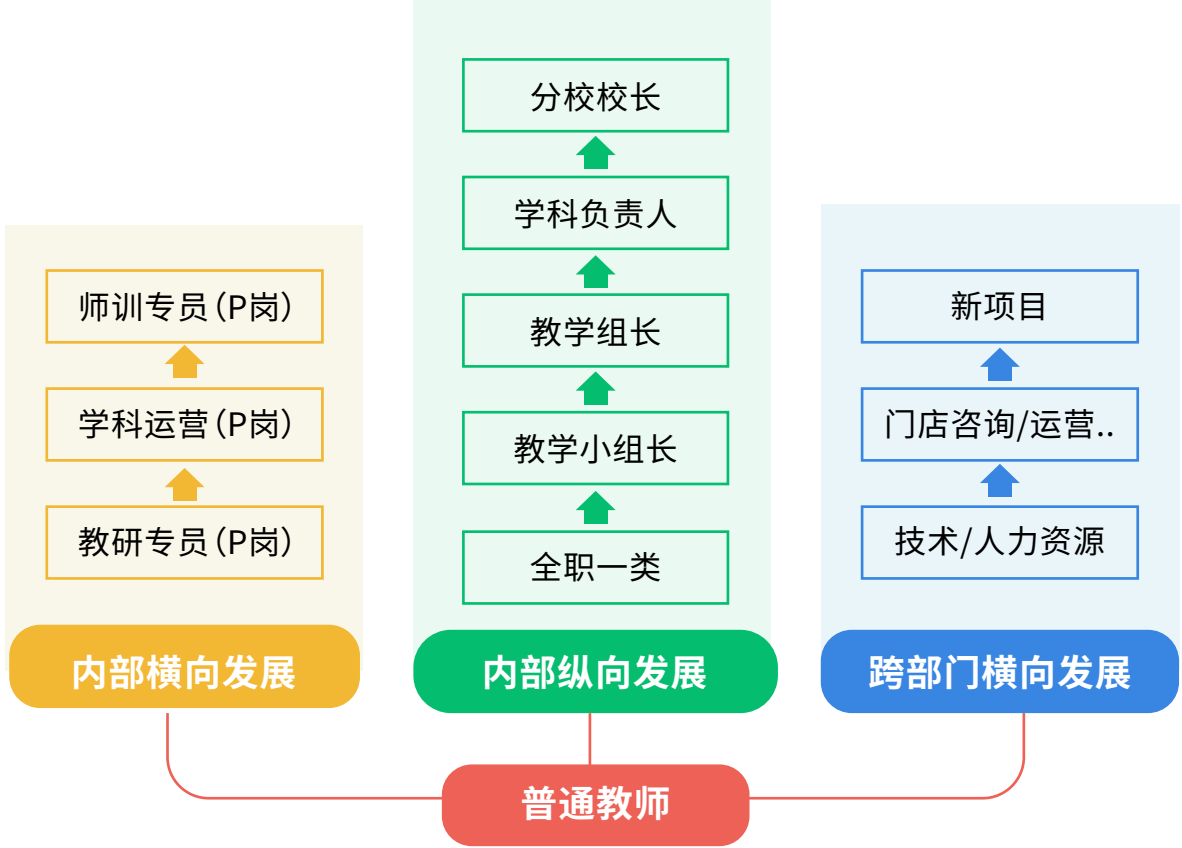 师训专员（P岗）
学科运营（P岗）
教研专员（P岗）
内部横向发展
分校校长
学科负责人
教学组长
教学小组长
全职一类
内部纵向发展
新项目
门店咨询/运营..
技术/人力资源
跨部门横向发展
普通教师